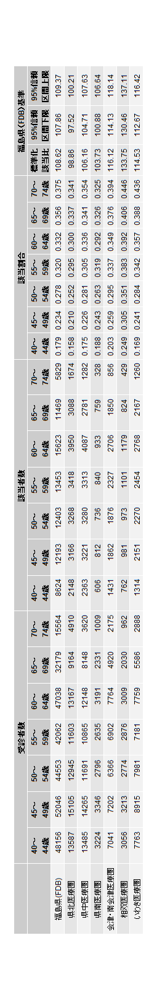 受診者数 該当者数 該当割合 福島県(FDB)基準
40～44歳 45～49歳 50～54歳 55～59歳 60～64歳 65～69歳 70～74歳 40～44歳 45～49歳 50～54歳 55～59歳 60～64歳 65～69歳 70～74歳 40～44歳 45～49歳 50～54歳 55～59歳 60～64歳 65～69歳 70～74歳 標準化該当比 95%信頼区間下限 95%信頼区間上限
福島県(FDB) 48156 52046 44553 42062 47038 32179 15564 8624 12193 12403 13453 15623 11469 5829 0.179 0.234 0.278 0.320 0.332 0.356 0.375 108.62 107.86 109.37
県北医療圏 13587 15105 12945 11603 13167 9164 4910 2148 3166 3268 3418 3950 3088 1674 0.158 0.210 0.252 0.295 0.300 0.337 0.341 98.86 97.52 100.21
県中医療圏 13485 14265 11691 10865 12148 8148 3620 2363 3221 3280 3313 4087 2781 1282 0.175 0.226 0.281 0.305 0.336 0.341 0.354 106.16 104.71 107.63
県南医療圏 3224 3346 2796 2635 3191 2331 1009 606 812 736 840 933 759 328 0.188 0.243 0.263 0.319 0.292 0.326 0.325 103.73 100.88 106.64
会津・南会津医療圏 7041 7202 6366 6902 7764 4920 2175 1431 1862 1876 2327 2706 1850 856 0.203 0.259 0.295 0.337 0.349 0.376 0.394 116.12 114.13 118.14
相双医療圏 3056 3213 2774 2876 3009 2030 962 762 981 973 1101 1179 824 429 0.249 0.305 0.351 0.383 0.392 0.406 0.446 133.75 130.46 137.11
いわき医療圏 7763 8915 7981 7181 7759 5586 2888 1314 2151 2270 2454 2768 2167 1260 0.169 0.241 0.284 0.342 0.357 0.388 0.436 114.53 112.67 116.42